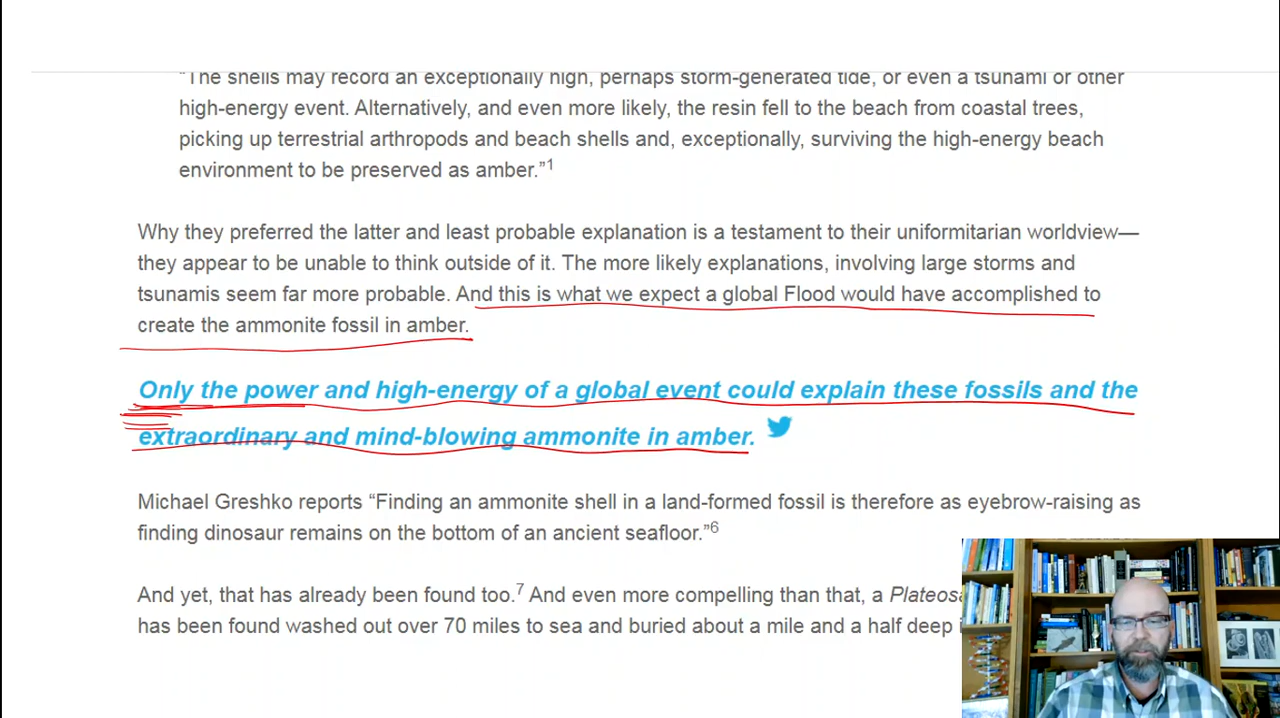 "The shells may record an exceptionally high, perhaps storm-generated tide, or even a tsunami or other
high-energy event. Alternatively, and even more likely, the resin fell to the beach from coastal trees,
picking up terrestrial arthropods and beach shells and, exceptionally, surviving the high-energy beach
environment to be preserved as amber.”1
Why they preferred the latter and least probable explanation is a testament to their uniformitarian worldview—
they appear to be unable to think outside of it. The more likely explanations, involving large storms and
tsunamis seem far more probable. And this is what we expect a global Flood would have accomplished to
create the ammonite fossil in amber.
Only the power and high-energy of a global event could explain these fossils and the
extraordinary and mind-blowing ammonite in amber.
Michael Greshko reports “Finding an ammonite shell in a land-formed fossil is therefore as eyebrow-raising as
finding dinosaur remains on the bottom of an ancient seafloor.”6
And yet, that has already been found too.7 And even more compelling than that, a
has been found washed out over 70 miles to sea and buried about a mile and a half deep